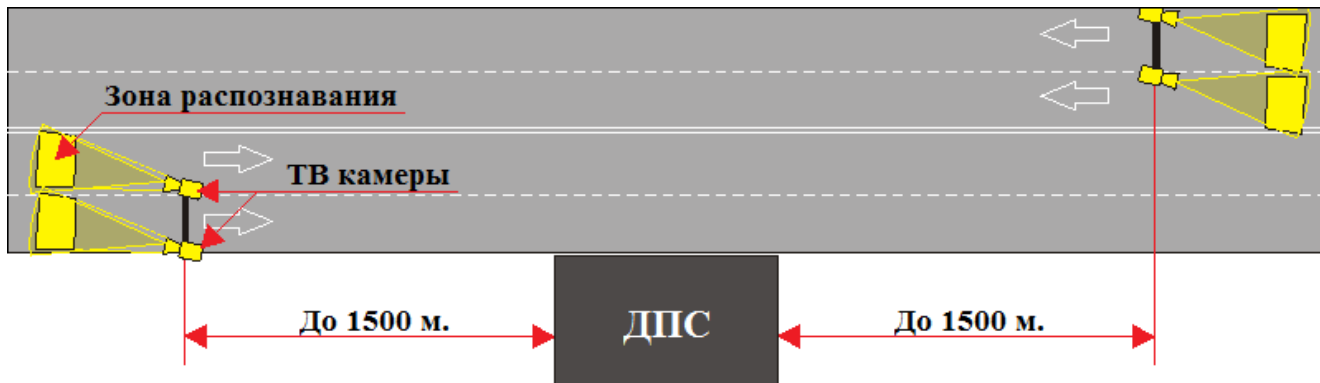 Зона распознавания
ТВ камеры
До 1500 м.
ДПС
До 1500 м.